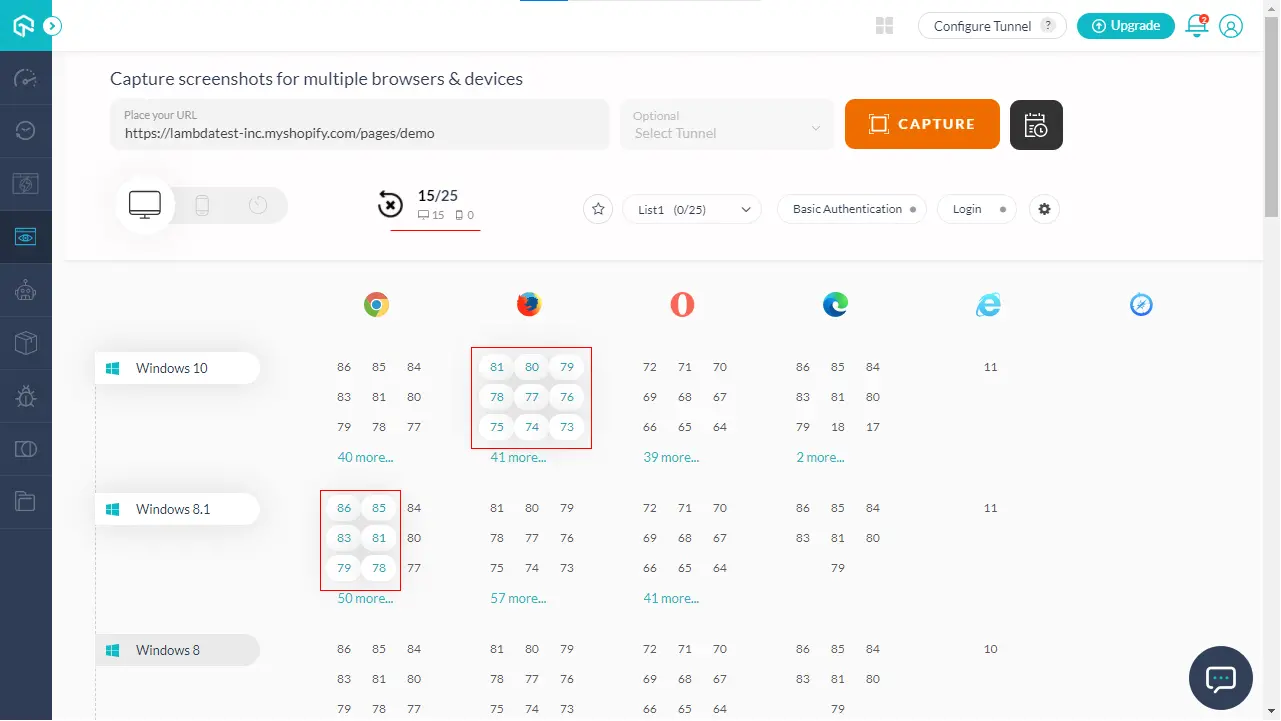 Configure Tunnel ?
Upgrade
2
Capture screenshots for multiple browsers & devices
Place your URL
https://lambdatest-inc.myshopify.com/pages/demo
Optional
Select Tunnel
CAPTURE
15/25
15 0
List1 (0/25)
Basic Authentication
Login
Windows 10
86 85 84 81 80 79 72 71 70 86 85 84 11
83 81 80 78 77 76 69 68 67 83 81 80
79 78 77 75 74 73 66 65 64 79 18 17
40 more... 41 more... 39 more... 2 more...
Windows 8.1
86 85 84 81 80 79 72 71 70 86 85 84 11
83 81 80 78 77 76 69 68 67 83 81 80
79 78 77 75 74 73 66 65 64 79
50 more... 57 more... 41 more...
Windows 8
86 85 84 81 80 79 72 71 70 86 85 84 10
83 81 80 78 77 76 69 68 67 83 81 80
79 78 77 75 74 73 66 65 64 79